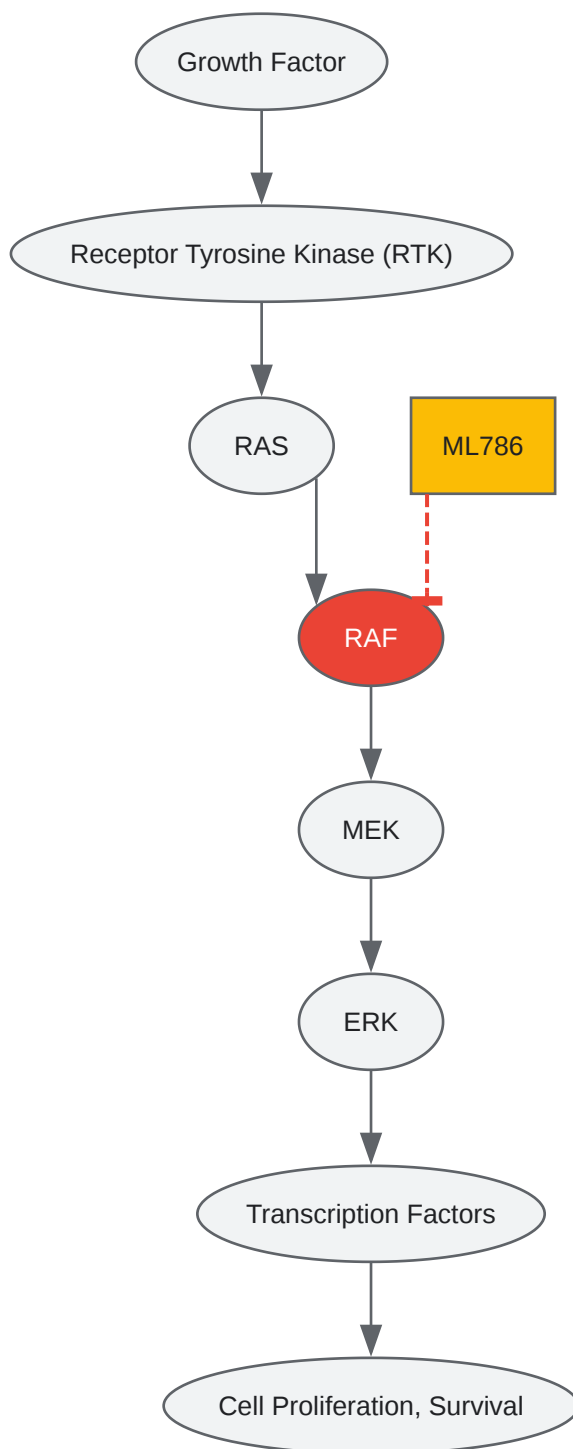 Growth Factor
Receptor Tyrosine Kinase (RTK)
RAS
ML786
RAF
MEK
ERK
Transcription Factors
Cell Proliferation, Survival